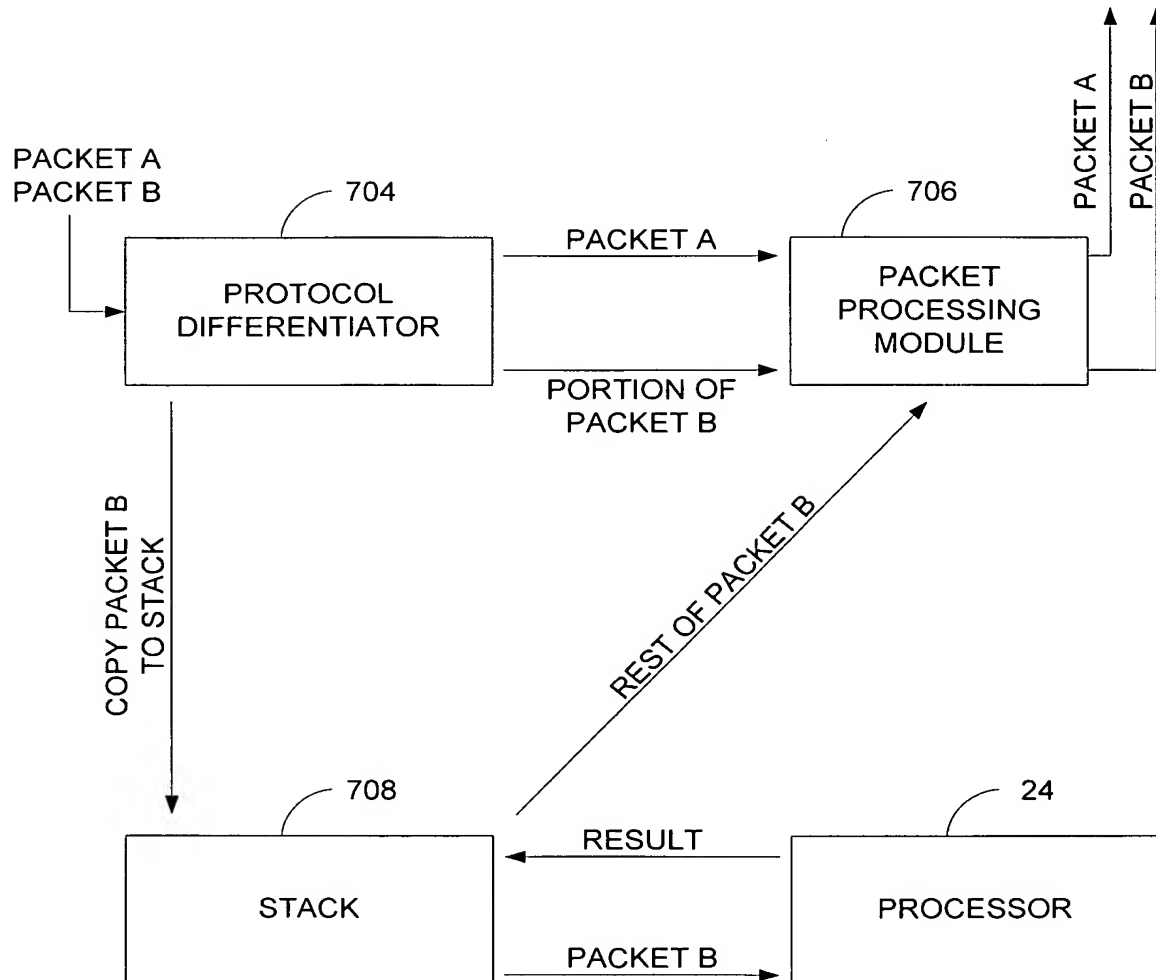 PACKET A
PACKET B
704
PROTOCOL
DIFFERENTIATOR
PACKET A
PORTION OF
PACKET B
706
PACKET
PROCESSING
MODULE
PACKET A
PACKET B
COPY PACKET B
TO STACK
REST OF PACKET B
708
STACK
RESULT
PACKET B
24
PROCESSOR